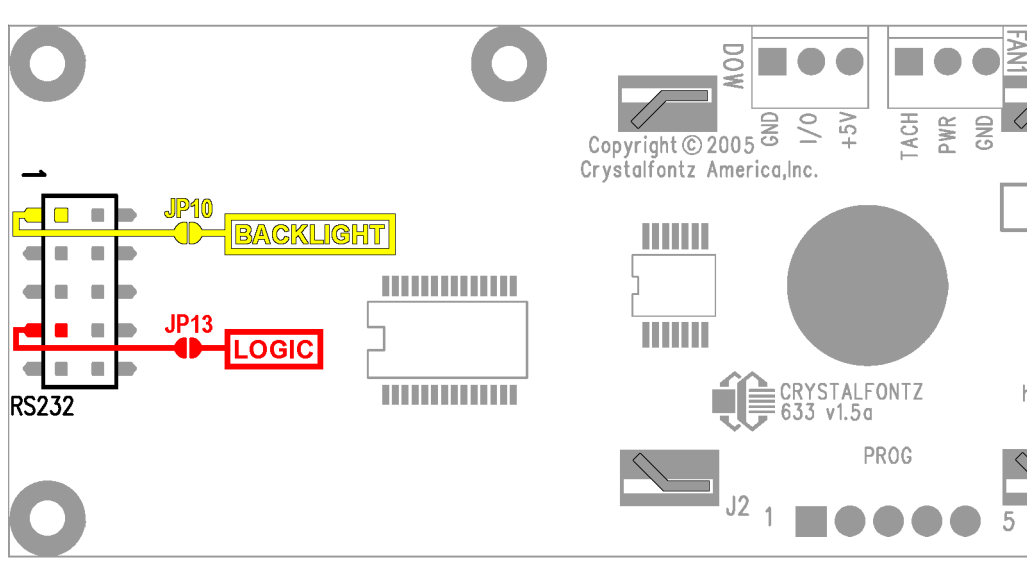 DOW
GND
I/O
+5V
TACH
PWR
GND
FAN1
Copyright © 2005
Crystalfontz America,Inc.
1
JP10
BACKLIGHT
JP13
LOGIC
RS232
CRYSTALFONTZ
633 v1.5a
PROG
J2
1
5